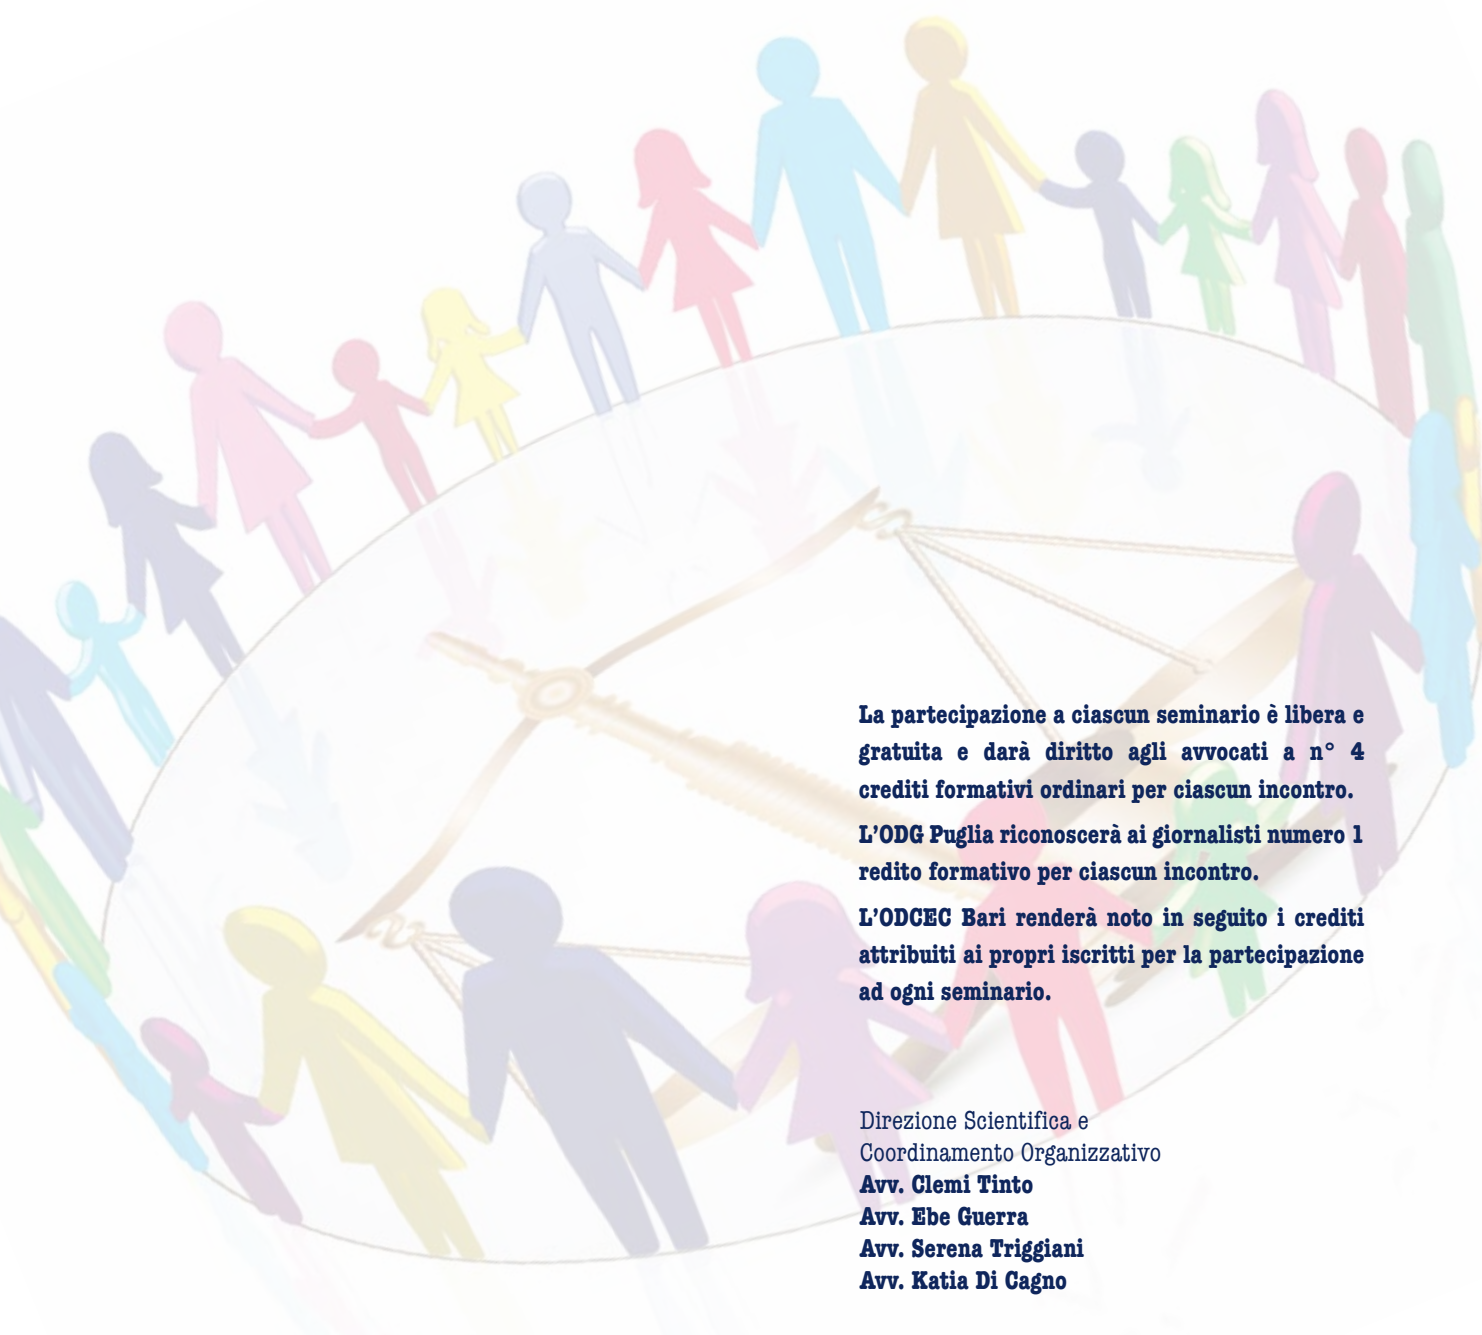 La partecipazione a ciascun seminario è libera e
gratuita e darà diritto agli avvocati a n° 4
crediti formativi ordinari per ciascun incontro.
L’ODG Puglia riconoscerà ai giornalisti numero 1
redito formativo per ciascun incontro.
L’ODCEC Bari renderà noto in seguito i crediti
attribuiti ai propri iscritti per la partecipazione
ad ogni seminario.
Direzione Scientifica e
Coordinamento Organizzativo
Avv. Clemi Tinto
Avv. Ebe Guerra
Avv. Serena Triggiani
Avv. Katia Di Cagno